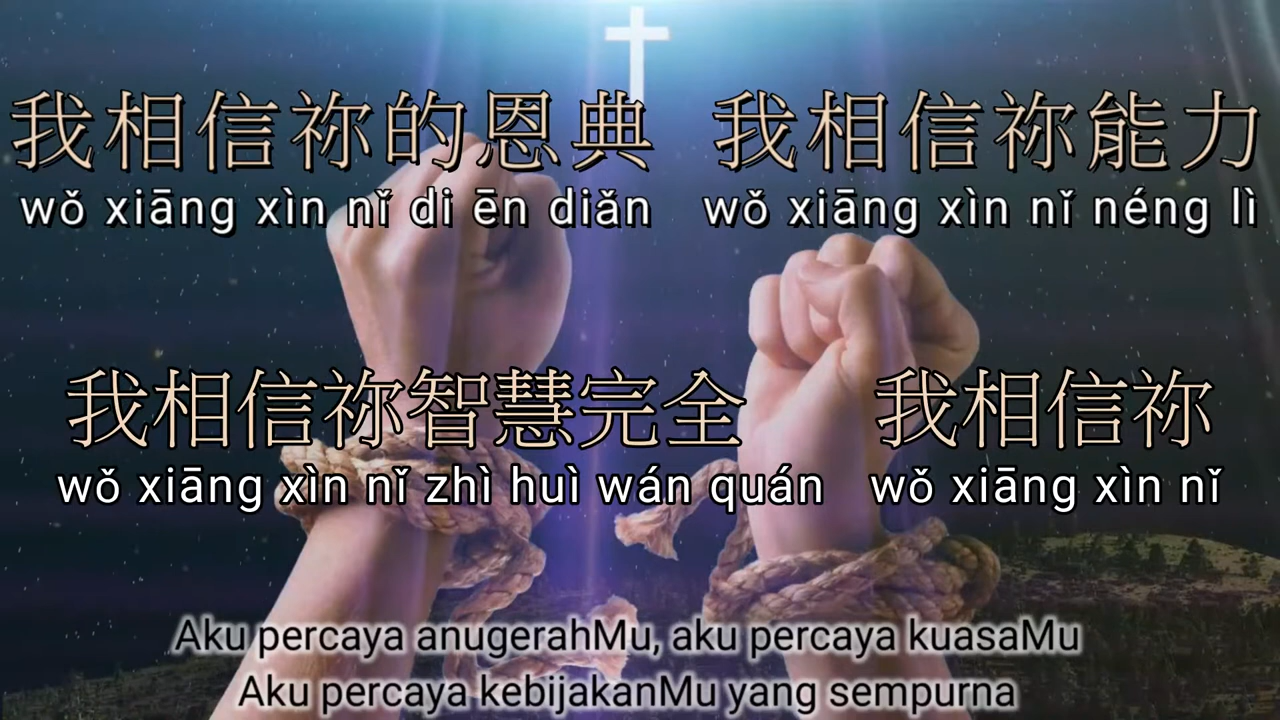 我相信祢的恩典 我相信祢能力
wǒ xiāng xìn nǐ di ēn diǎn wǒ xiāng xìn nǐ néng lì
我相信祢智慧完全 我相信祢
wǒ xiāng xìn nǐ zhì huì wán quán wǒ xiāng xìn nǐ
Aku percaya anugerahMu, aku percaya kuasaMu
Aku percaya kebijakanMu yang sempurna